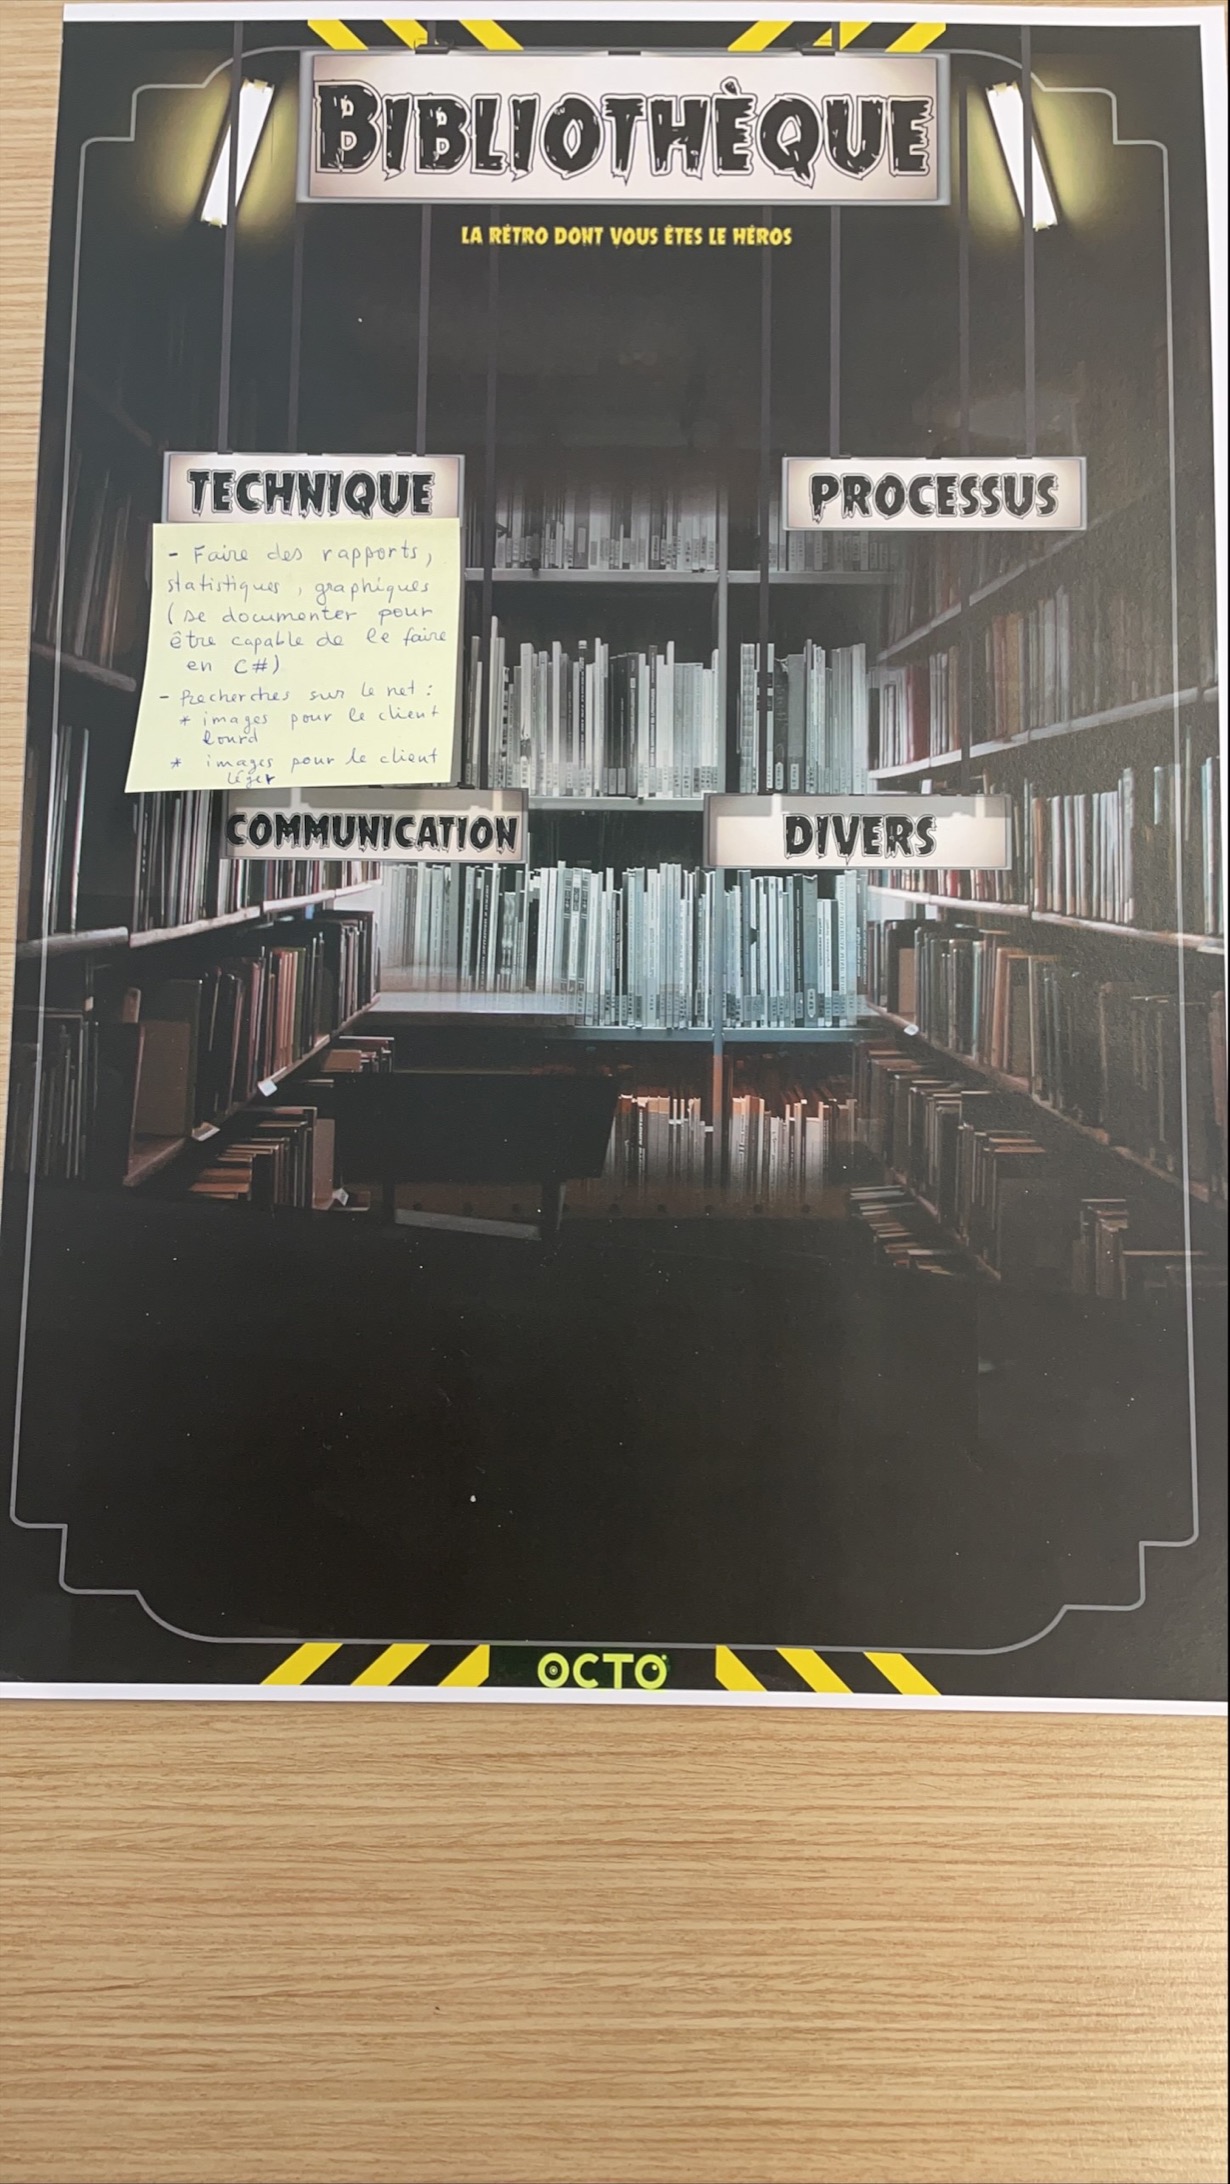 BIBLIOTHÈQUE
LA RÉTRO DONT VOUS ÊTES LE HÉROS
TECHNIQUE
PROCESSUS
- Faire des rapports,
statistiques, graphiques
(se documenter pour
être capable de le faire
en C#)
- Recherches sur le net :
* images pour le client
lourd
* images pour le client
léger
COMMUNICATION
DIVERS
OCTO